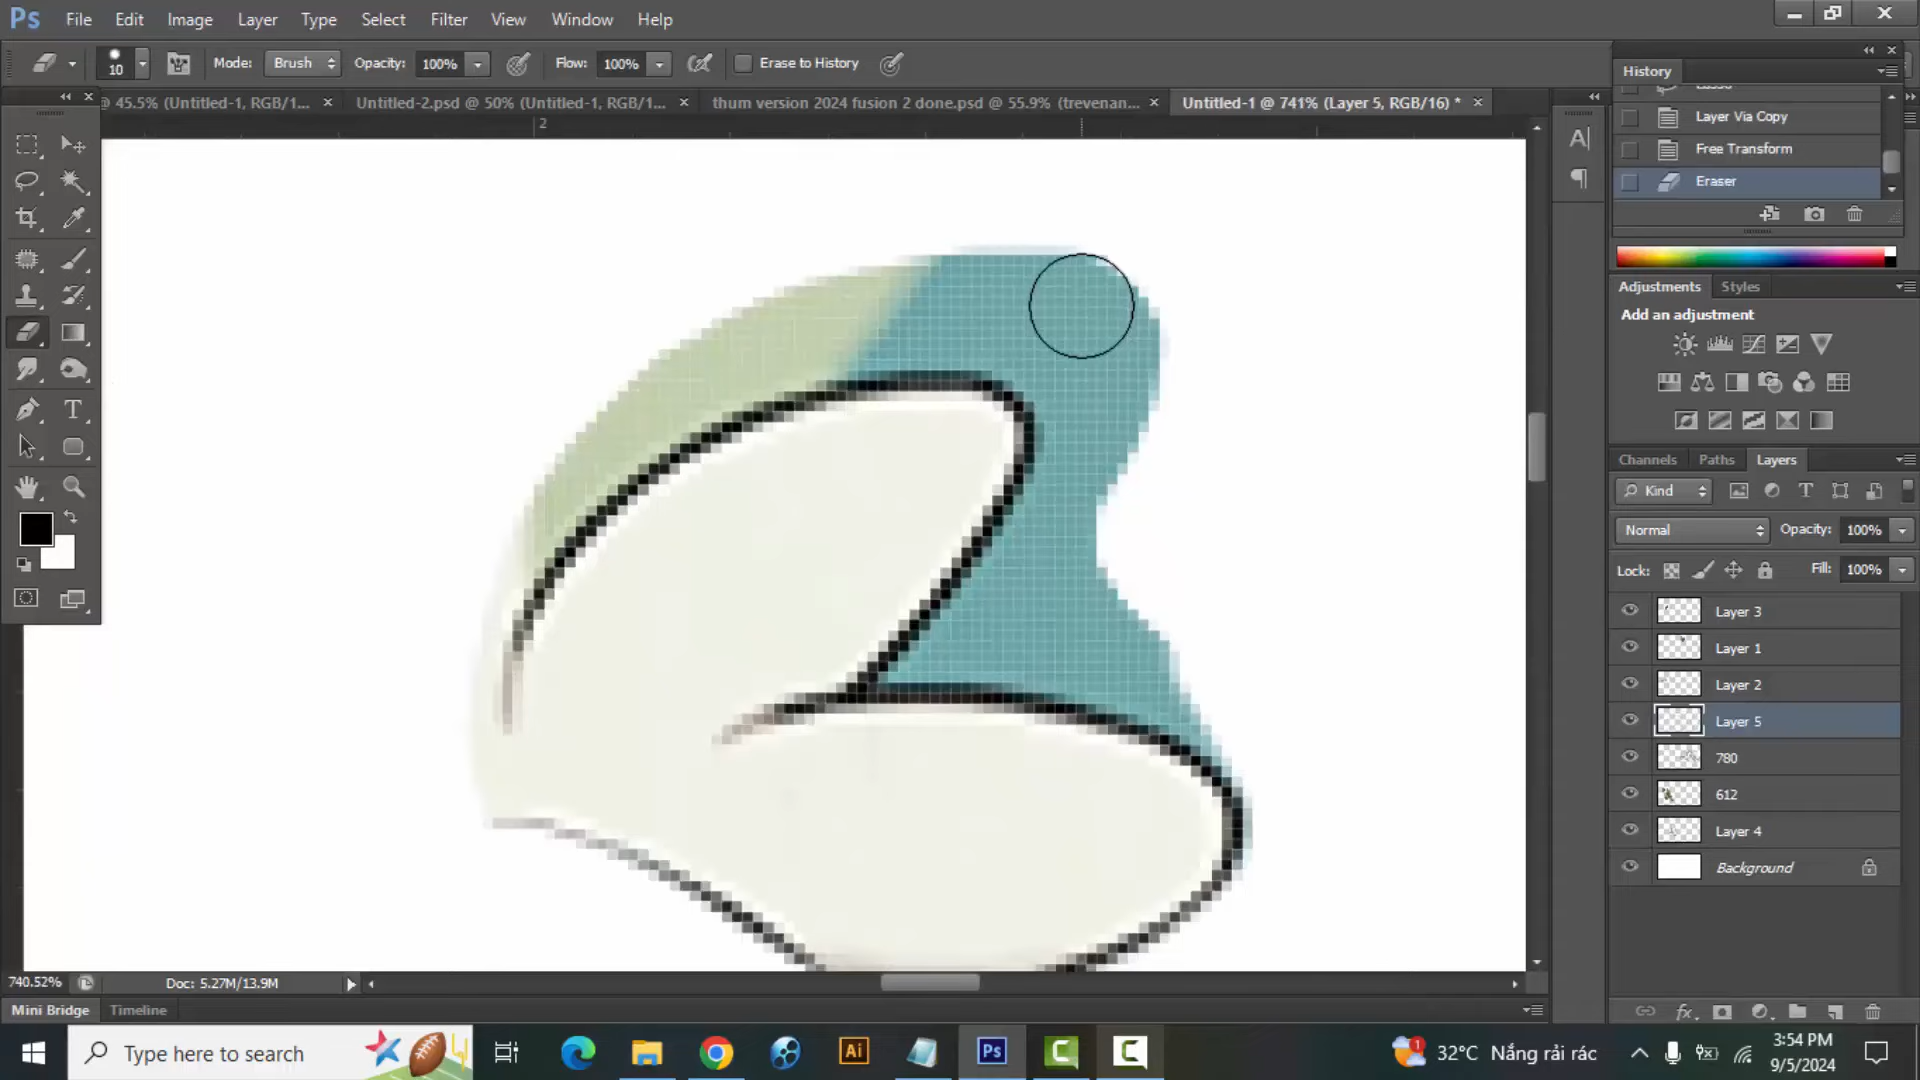 Ps File Edit Image Layer Type Select Filter View Window Help
10 Mode: Brush Opacity: 100% Flow: 100% Erase to History
@ 45.5% (Untitled-1, RGB/1... × Untitled-2.psd @ 50% (Untitled-1, RGB/1... × thum version 2024 fusion 2 done.psd @ 55.9% (trevenan... × Untitled-1 @ 741% (Layer 5, RGB/16) * ×
2
History
Layer Via Copy
Free Transform
Eraser
Adjustments Styles
Add an adjustment
Channels Paths Layers
Kind
Normal Opacity: 100%
Lock: Fill: 100%
Layer 3
Layer 1
Layer 2
Layer 5
780
612
Layer 4
Background
740.52% Doc: 5.27M/13.9M
Mini Bridge Timeline
Type here to search
Ai Ps
1 32°C Nắng rải rác
3:54 PM
9/5/2024